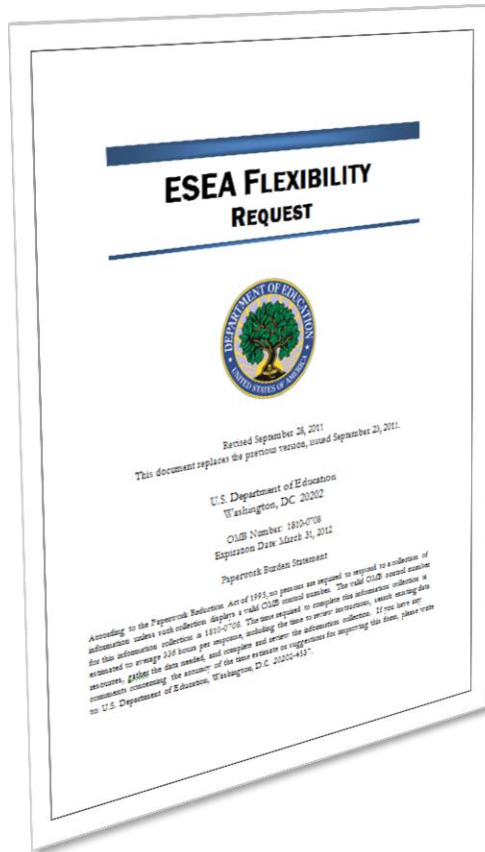 ESEA FLEXIBILITY
REQUEST
DEPARTMENT OF EDUCATION
UNITED STATES OF AMERICA
Revised September 28, 2011
This document replaces the previous version, issued September 23, 2011.
U.S. Department of Education
Washington, DC 20202
OMB Number: 1810-0708
Expiration Date: March 31, 2012
Paperwork Burden Statement
According to the Paperwork Reduction Act of 1995, no persons are required to respond to a collection of
information unless such collection displays a valid OMB control number. The valid OMB control number
for this information collection is 1810-0708. The time required to complete this information collection is
estimated to average 336 hours per response, including the time to review instructions, search existing data
resources, gather the data needed, and complete and review the information collection. If you have any
comments concerning the accuracy of the time estimate or suggestions for improving this form, please write
to: U.S. Department of Education, Washington, D.C. 20202-4537.